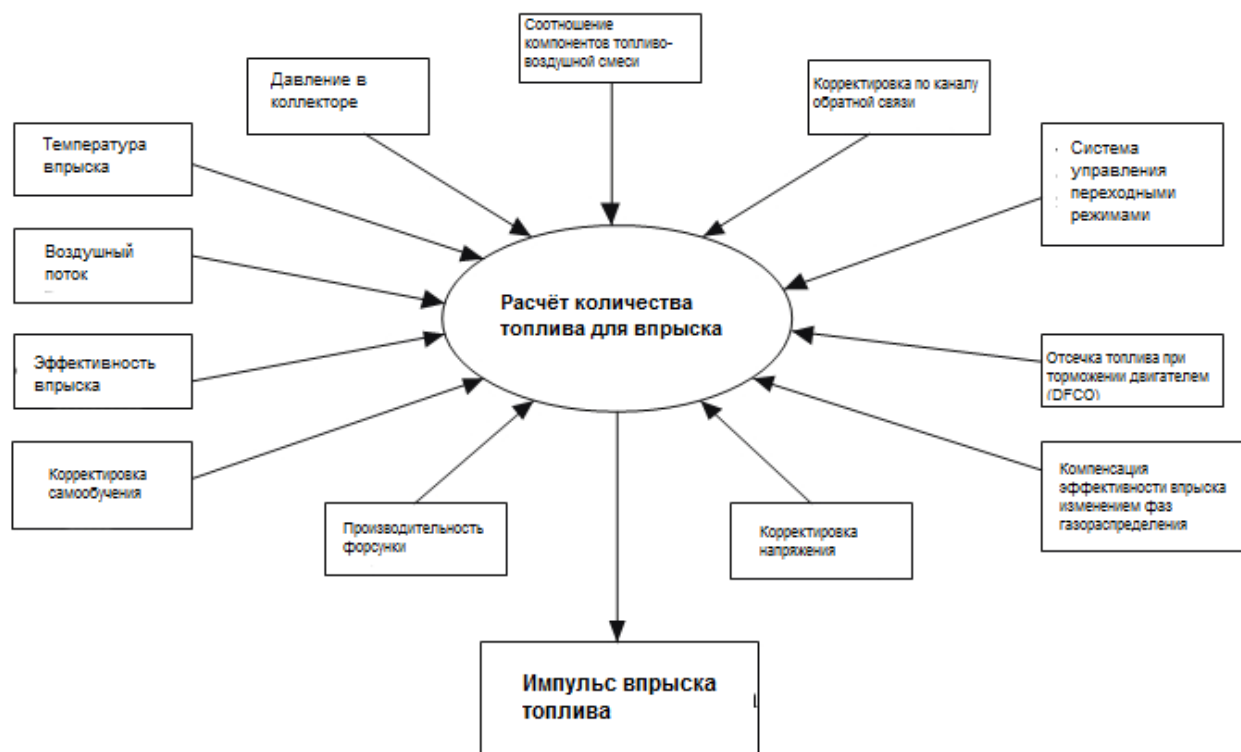 Соотношение
компонентов топливо-
воздушной смеси
Давление в
коллекторе
Корректировка по каналу
обратной связи
Температура
впрыска
Система
управления
переходными
режимами
Воздушный
поток
Расчёт количества
топлива для впрыска
Эффективность
впрыска
Отсечка топлива при
торможении двигателем
(DFCO)
Корректировка
самообучения
Компенсация
эффективности впрыска
изменением фаз
газораспределения
Производительность
форсунки
Корректировка
напряжения
Импульс впрыска
топлива